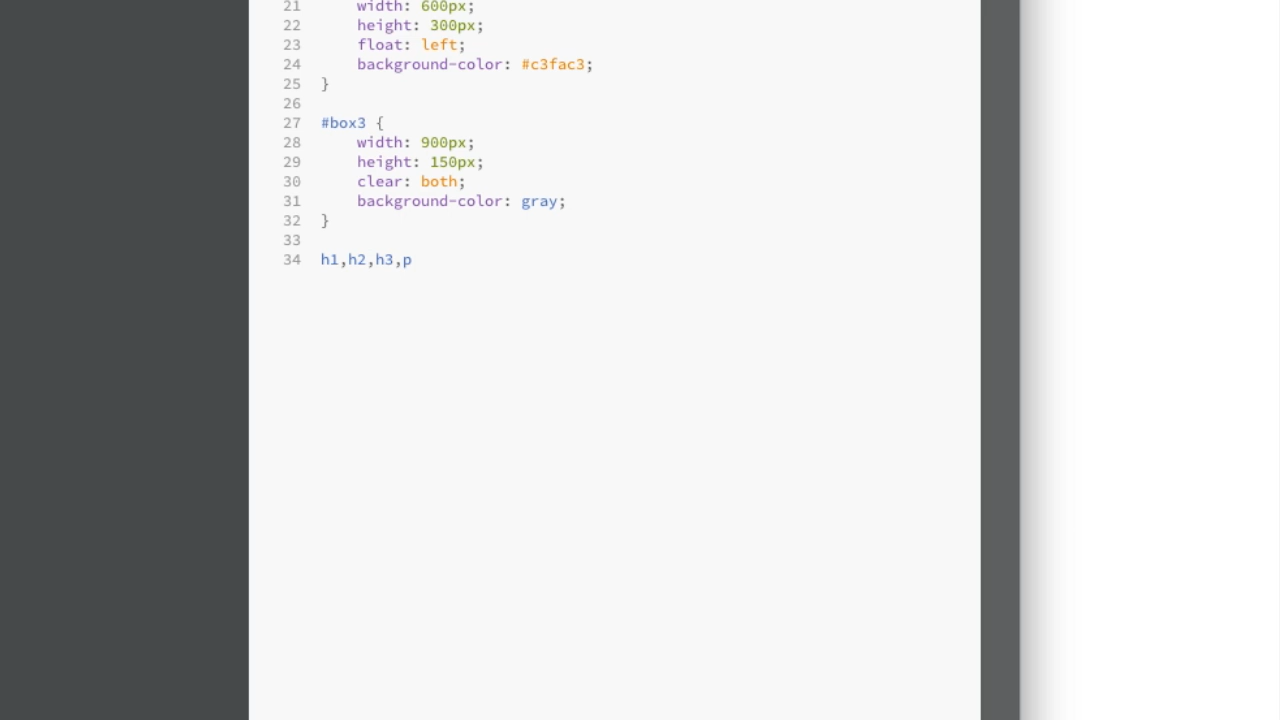 21 width: 600px;
22 height: 300px;
23 float: left;
24 background-color: #c3fac3;
25 }
26
27 #box3 {
28 width: 900px;
29 height: 150px;
30 clear: both;
31 background-color: gray;
32 }
33
34 h1,h2,h3,p